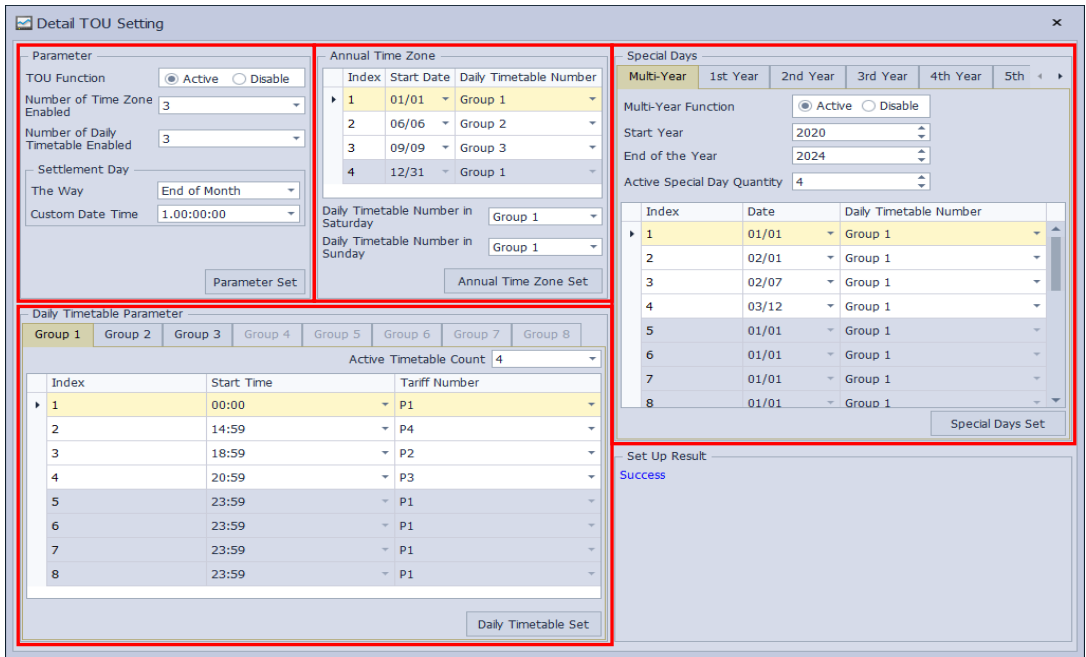 Detail TOU Setting
Parameter
TOU Function Active Disable
Number of Time Zone
Enabled
3
Number of Daily
Timetable Enabled
3
Settlement Day
The Way End of Month
Custom Date Time 1.00:00:00
Parameter Set
Annual Time Zone
Index Start Date Daily Timetable Number
1 01/01 Group 1
2 06/06 Group 2
3 09/09 Group 3
4 12/31 Group 1
Daily Timetable Number in
Saturday
Group 1
Daily Timetable Number in
Sunday
Group 1
Annual Time Zone Set
Special Days
Multi-Year 1st Year 2nd Year 3rd Year 4th Year 5th
Multi-Year Function Active Disable
Start Year 2020
End of the Year 2024
Active Special Day Quantity 4
Index Date Daily Timetable Number
1 01/01 Group 1
2 02/01 Group 1
3 02/07 Group 1
4 03/12 Group 1
5 01/01 Group 1
6 01/01 Group 1
7 01/01 Group 1
8 01/01 Group 1
Special Days Set
Daily Timetable Parameter
Group 1 Group 2 Group 3 Group 4 Group 5 Group 6 Group 7 Group 8
Active Timetable Count 4
Index Start Time Tariff Number
1 00:00 P1
2 14:59 P4
3 18:59 P2
4 20:59 P3
5 23:59 P1
6 23:59 P1
7 23:59 P1
8 23:59 P1
Daily Timetable Set
Set Up Result
Success